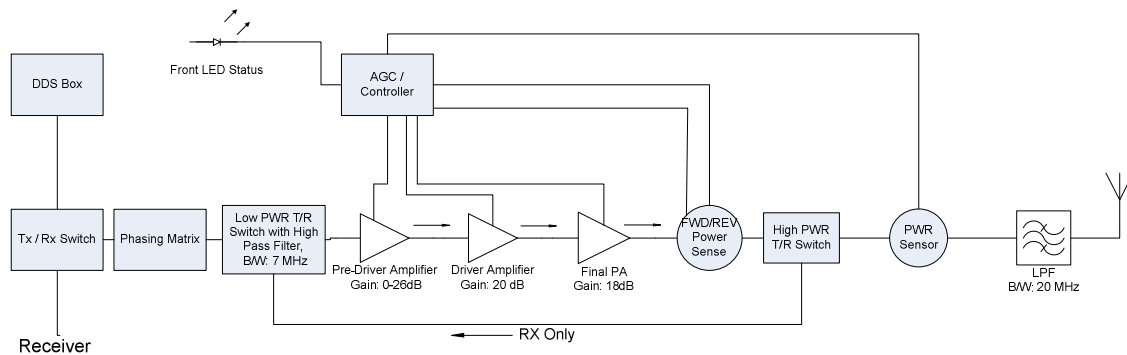 Front LED Status
DDS Box
AGC /
Controller
Tx / Rx Switch
Phasing Matrix
Low PWR T/R
Switch with High
Pass Filter,
B/W: 7 MHz
Pre-Driver Amplifier
Gain: 0-26dB
Driver Amplifier
Gain: 20 dB
Final PA
Gain: 18dB
FWD/REV
Power
Sense
High PWR
T/R Switch
PWR
Sensor
LPF
B/W: 20 MHz
RX Only
Receiver